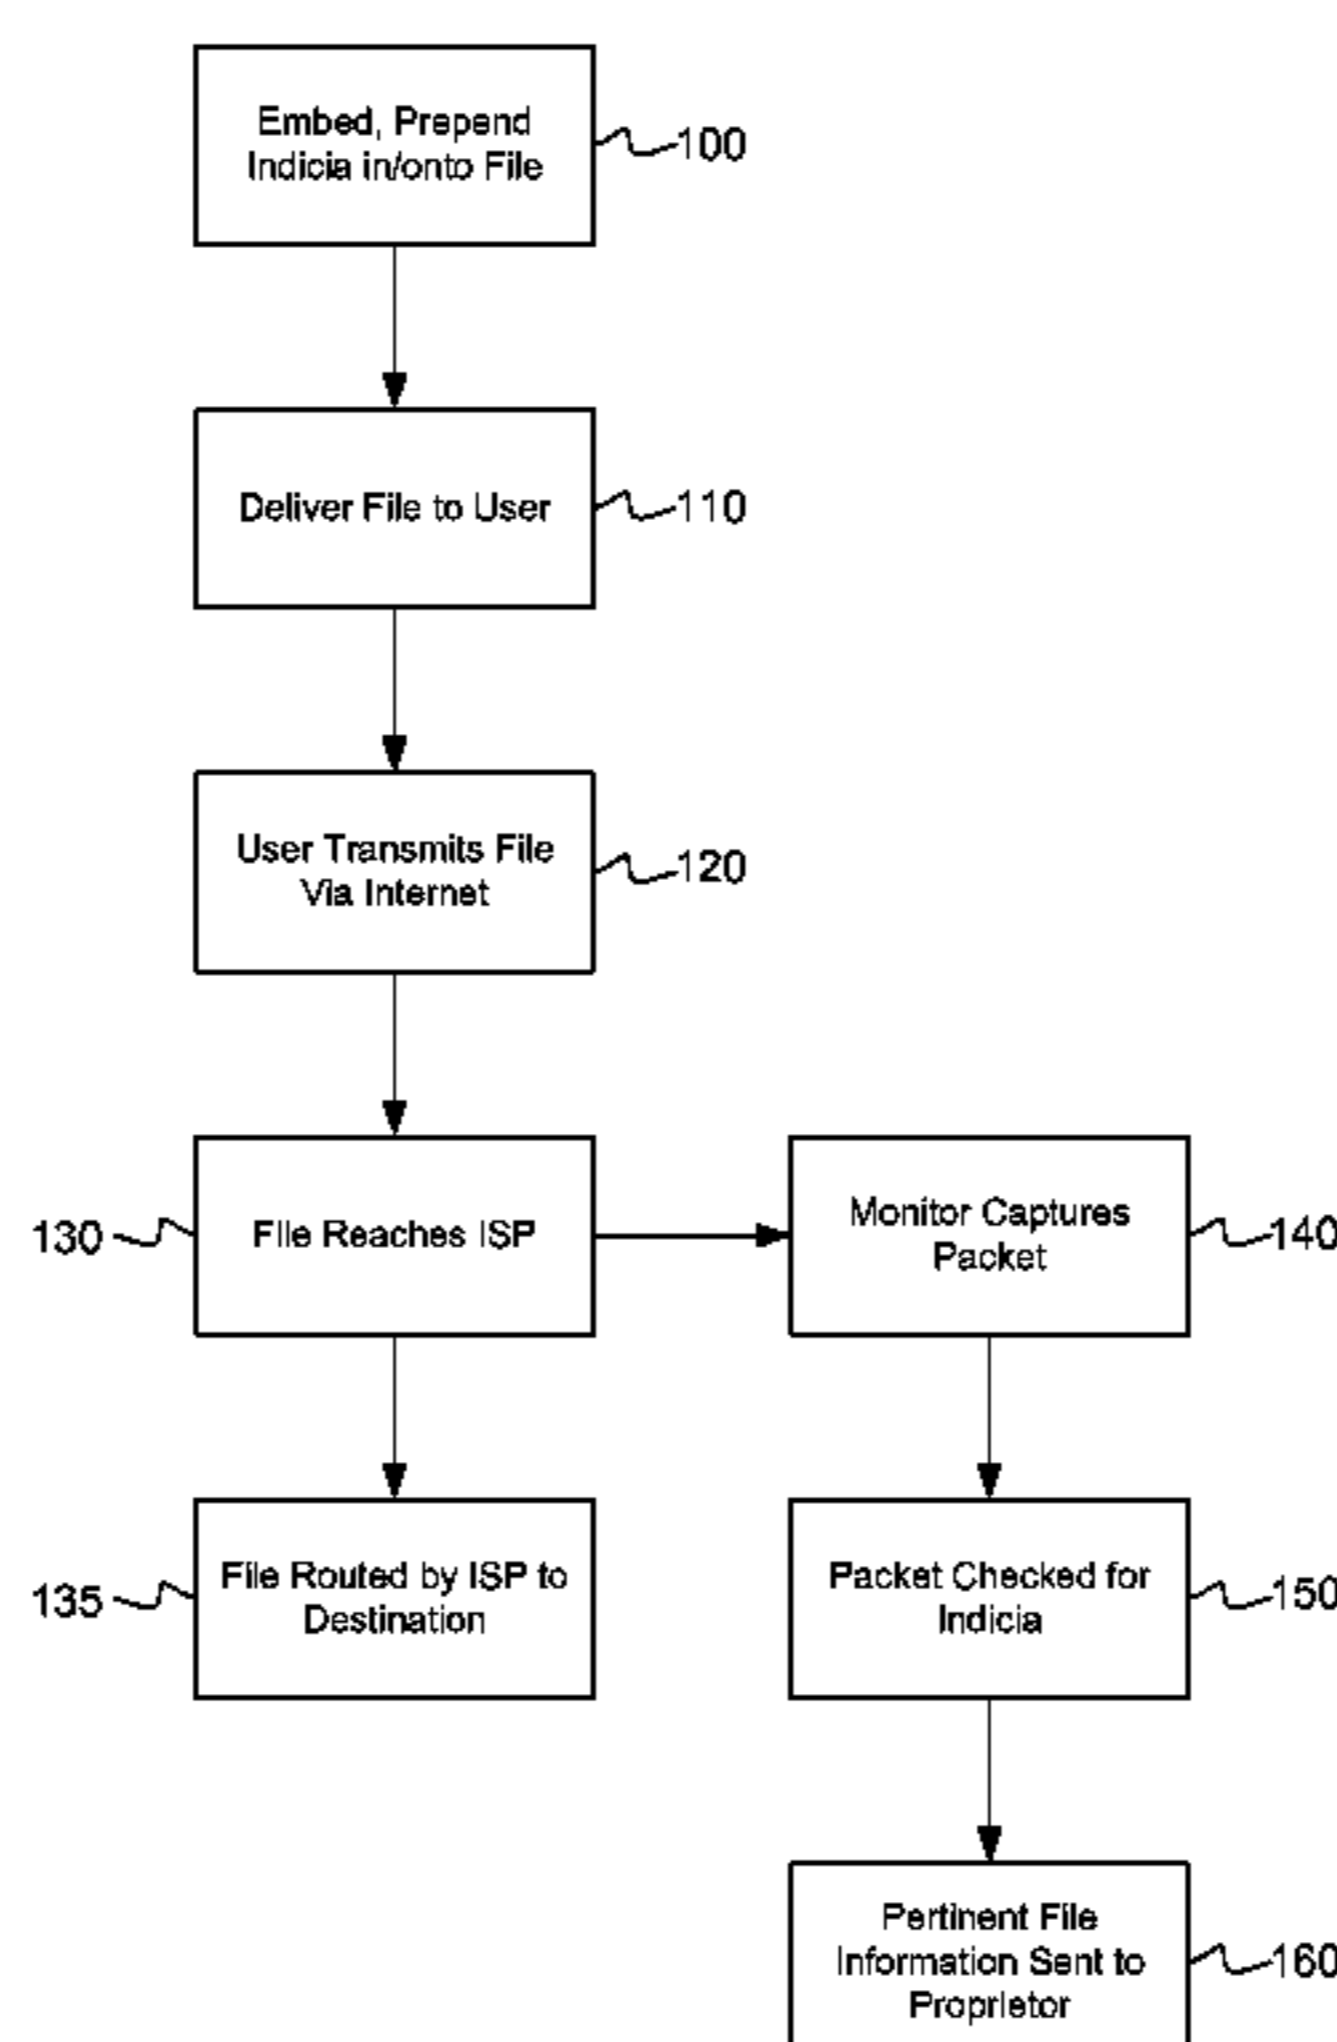 Embed, Prepend
Indicia in/onto File
100
Deliver File to User
110
User Transmits File
Via Internet
120
130
File Reaches ISP
Monitor Captures
Packet
140
135
File Routed by ISP to
Destination
Packet Checked for
Indicia
150
Pertinent File
Information Sent to
Proprietor
160